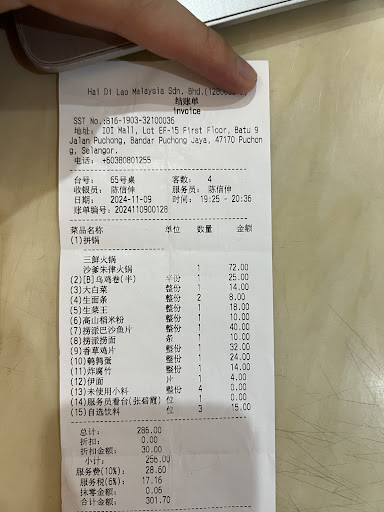 Hai Di Lao Malaysia Sdn. Bhd.
结账单
invoice
SST No.:B16-1903-32100036
地址: IOI Mall, Lot EF-15 First Floor, Batu 9
Jalan Puchong, Bandar Puchong Jaya, 47170 Puchon
g, Selangor.
电话: +60380801255
台号: 65号桌 客数: 4
收银员: 陈信伸 服务员: 陈信伸
日期: 2024-11-09 时间: 19:25 - 20:36
账单编号: 2024110900128
菜品名称 单位 数量 金额
(1)拼锅
三鲜火锅
沙爹朱律火锅 1 72.00
(2)[B]乌鸡卷(半) 半份 1 25.00
(3)大白菜 整份 1 14.00
(4)生面条 整份 2 8.00
(5)生菜王 整份 1 18.00
(6)高山稻米粉 整份 1 10.00
(7)捞派巴沙鱼片 整份 1 40.00
(8)捞派捞面 条 1 10.00
(9)香草鸡片 整份 1 32.00
(10)鹌鹑蛋 整份 1 24.00
(11)炸腐竹 整份 1 14.00
(12)伊面 片 1 4.00
(13)未使用小料 整份 4 0.00
(14)服务员看台 位 1 0.00
(15)自选饮料 位 3 15.00
总计: 286.00
折扣: 0.00
折扣金额: 30.00
小计: 256.00
服务费(10%): 28.60
服务税(6%): 17.16
抹零金额: 0.06
合计金额: 301.70